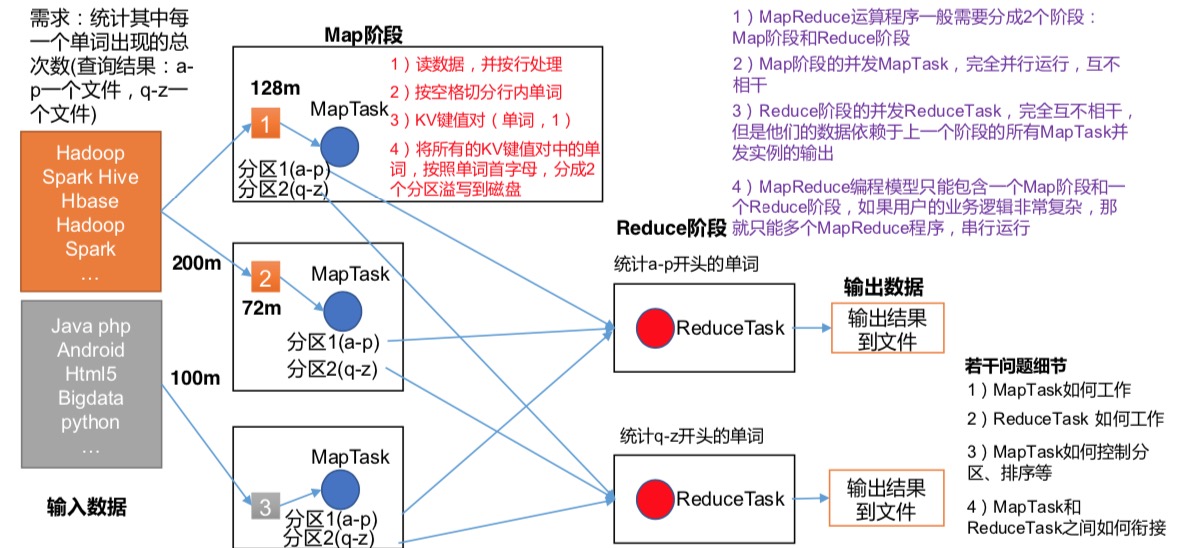 需求：统计其中每
一个单词出现的总
次数(查询结果：a-
p一个文件，q-z一
个文件)
Hadoop
Spark Hive
Hbase
Hadoop
Spark
…
200m
Java php
Android
Html5
Bigdata
python
…
100m
输入数据
Map阶段
128m
1
MapTask
分区1(a-p)
分区2(q-z)
1）读数据，并按行处理
2）按空格切分行内单词
3）KV键值对（单词，1）
4）将所有的KV键值对中的单
词，按照单词首字母，分成2
个分区溢写到磁盘
2
72m
MapTask
分区1(a-p)
分区2(q-z)
3
MapTask
分区1(a-p)
分区2(q-z)
1）MapReduce运算程序一般需要分成2个阶段：
Map阶段和Reduce阶段
2）Map阶段的并发MapTask，完全并行运行，互不
相干
3）Reduce阶段的并发ReduceTask，完全互不相干，
但是他们的数据依赖于上一个阶段的所有MapTask并
发实例的输出
4）MapReduce编程模型只能包含一个Map阶段和一
个Reduce阶段，如果用户的业务逻辑非常复杂，那
就只能多个MapReduce程序，串行运行
Reduce阶段
统计a-p开头的单词
ReduceTask
统计q-z开头的单词
ReduceTask
输出数据
输出结果
到文件
输出结果
到文件
若干问题细节
1）MapTask如何工作
2）ReduceTask 如何工作
3）MapTask如何控制分
区、排序等
4）MapTask和
ReduceTask之间如何衔接